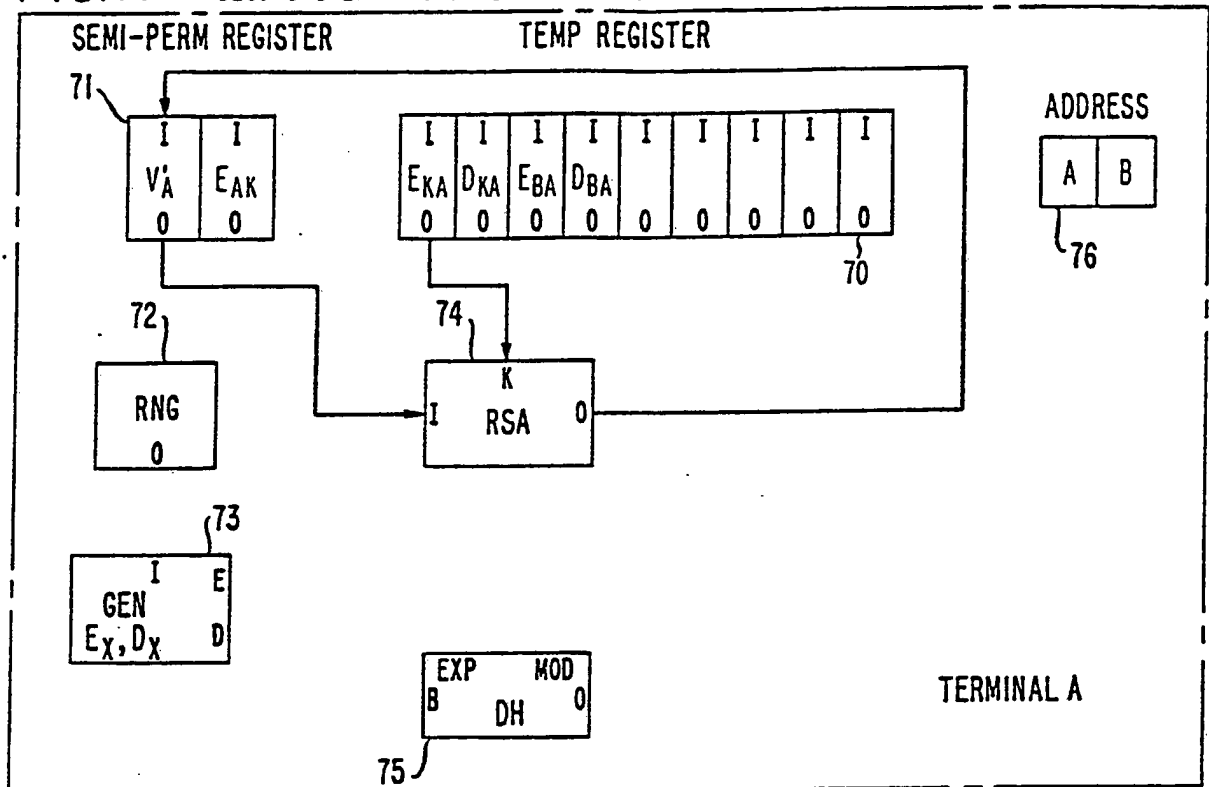 SEMI-PERM REGISTER TEMP REGISTER
71
ADDRESS
I I I 1 1 I I I I I I
V'A EAK EKA DKA EBA DBA A B
0 0 0 0 0 0 0 0 0 0 0
70 76
72 74
K
RNG I RSA 0
0
73
I E
GEN
EX, DX D
EXP MOD
B 0
DH
TERMINAL A
75